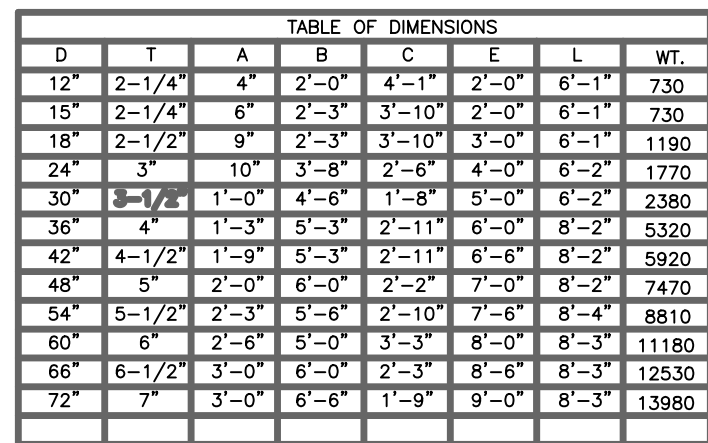 TABLE OF DIMENSIONS
D T A B C E L WT.
12" 2-1/4" 4" 2'-0" 4'-1" 2'-0" 6'-1" 730
15" 2-1/4" 6" 2'-3" 3'-10" 2'-0" 6'-1" 730
18" 2-1/2" 9" 2'-3" 3'-10" 3'-0" 6'-1" 1190
24" 3" 10" 3'-8" 2'-6" 4'-0" 6'-2" 1770
30" 3-1/2" 1'-0" 4'-6" 1'-8" 5'-0" 6'-2" 2380
36" 4" 1'-3" 5'-3" 2'-11" 6'-0" 8'-2" 5320
42" 4-1/2" 1'-9" 5'-3" 2'-11" 6'-6" 8'-2" 5920
48" 5" 2'-0" 6'-0" 2'-2" 7'-0" 8'-2" 7470
54" 5-1/2" 2'-3" 5'-6" 2'-10" 7'-6" 8'-4" 8810
60" 6" 2'-6" 5'-0" 3'-3" 8'-0" 8'-3" 11180
66" 6-1/2" 3'-0" 6'-0" 2'-3" 8'-6" 8'-3" 12530
72" 7" 3'-0" 6'-6" 1'-9" 9'-0" 8'-3" 13980